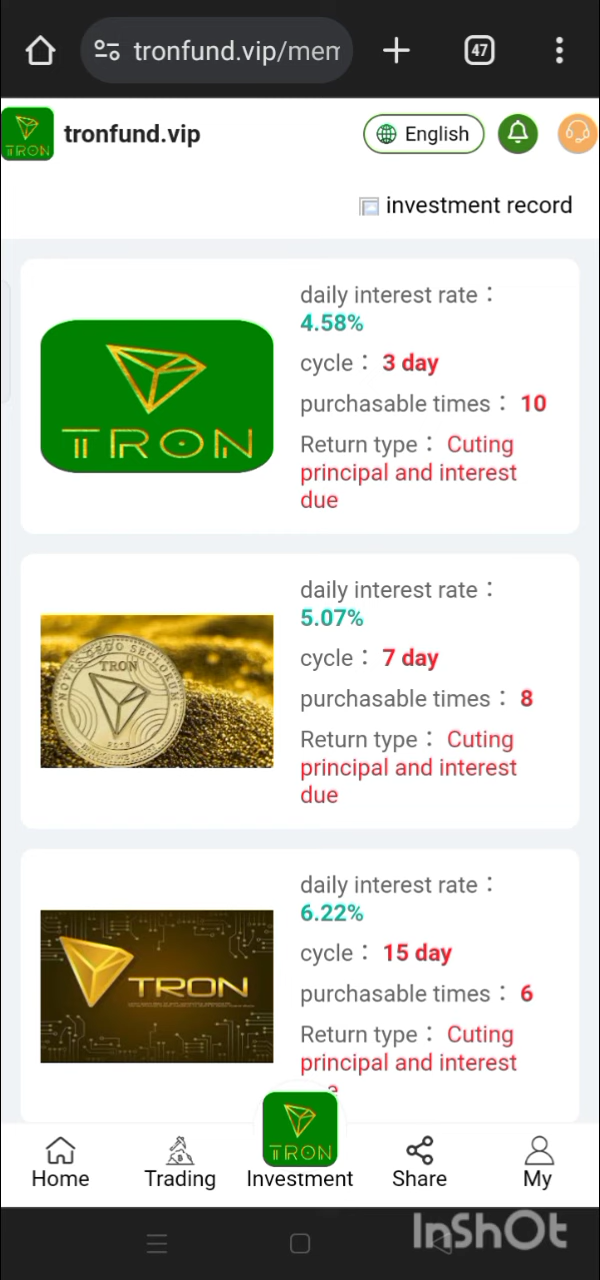 tronfund.vip/mem
47
TRON
tronfund.vip
English
investment record
daily interest rate：
4.58%
cycle： 3 day
purchasable times： 10
Return type： Cuting
principal and interest
due
TRON
daily interest rate：
5.07%
cycle： 7 day
purchasable times： 8
Return type： Cuting
principal and interest
due
TRON
daily interest rate：
6.22%
cycle： 15 day
purchasable times： 6
Return type： Cuting
principal and interest
TRON
TRON
Home
Trading
Investment
Share
My
InShOt